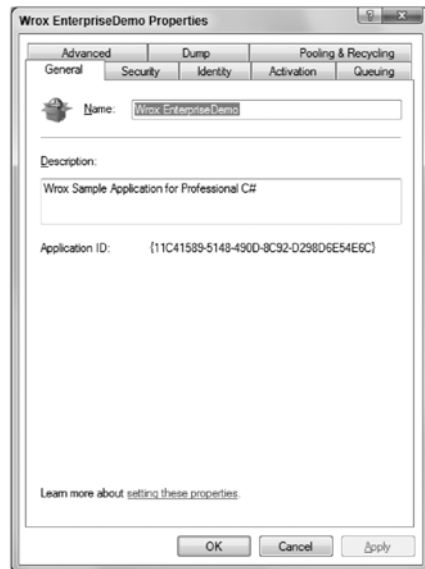 Wrox EnterpriseDemo Properties
Advanced Dump Pooling & Recycling
General Security Identity Activation Queuing
Name: Wrox EnterpriseDemo
Description:
Wrox Sample Application for Professional C#
Application ID: {11C41589-5148-490D-8C92-D298D6E54E6C}
Learn more about setting these properties.
OK Cancel Apply